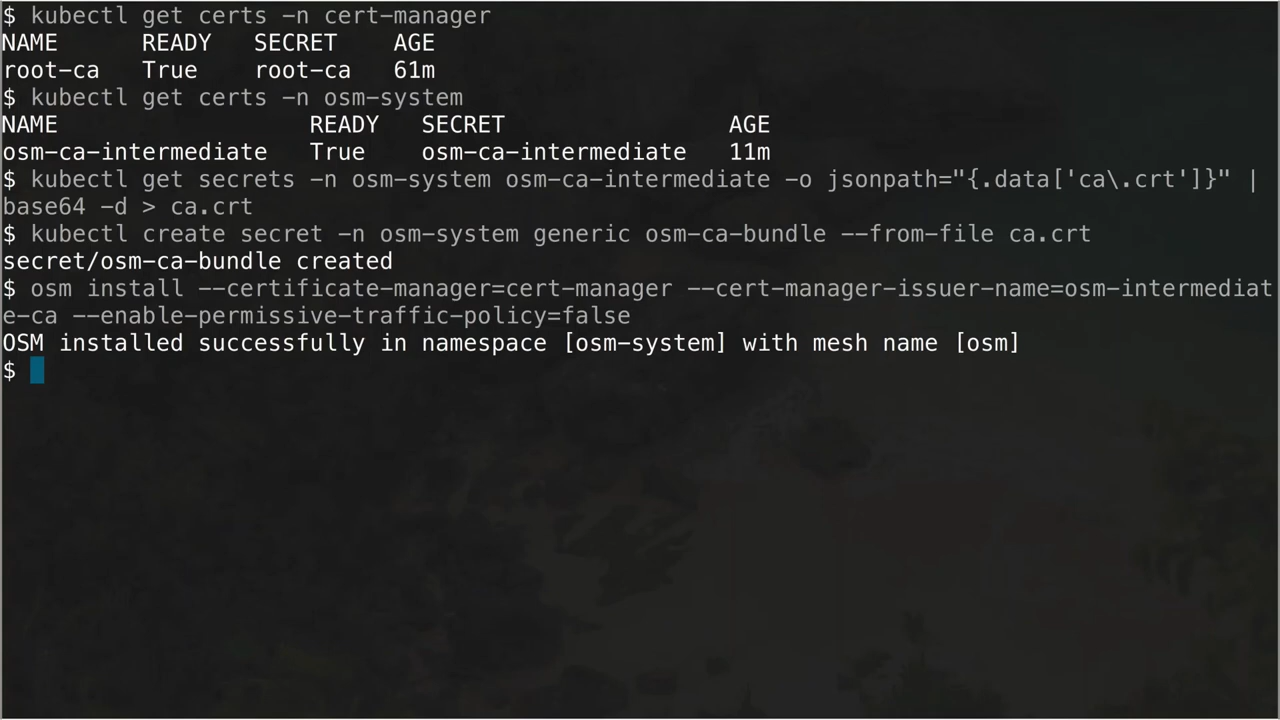 $ kubectl get certs -n cert-manager
NAME      READY   SECRET    AGE
root-ca   True    root-ca   61m
$ kubectl get certs -n osm-system
NAME                  READY   SECRET                AGE
osm-ca-intermediate   True    osm-ca-intermediate   11m
$ kubectl get secrets -n osm-system osm-ca-intermediate -o jsonpath="{.data['ca\.crt']}" |
base64 -d > ca.crt
$ kubectl create secret -n osm-system generic osm-ca-bundle --from-file ca.crt
secret/osm-ca-bundle created
$ osm install --certificate-manager=cert-manager --cert-manager-issuer-name=osm-intermediat
e-ca --enable-permissive-traffic-policy=false
OSM installed successfully in namespace [osm-system] with mesh name [osm]
$